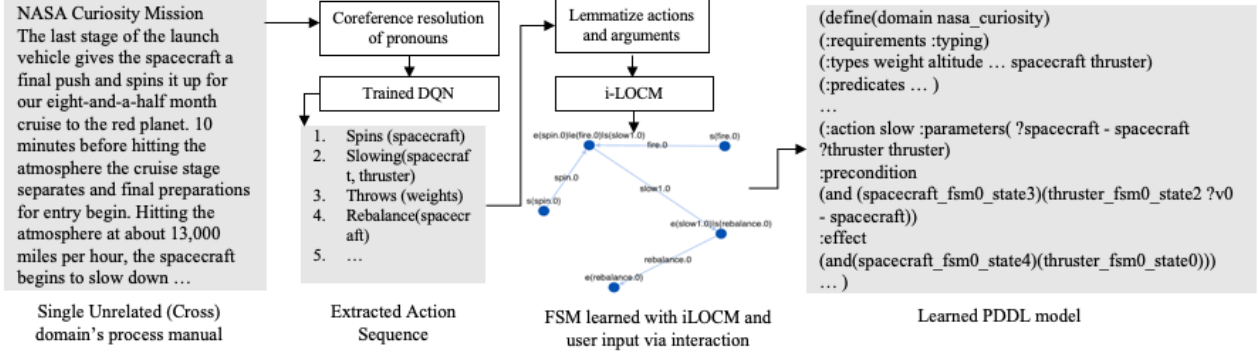 NASA Curiosity Mission
The last stage of the launch
vehicle gives the spacecraft a
final push and spins it up for
our eight-and-a-half month
cruise to the red planet. 10
minutes before hitting the
atmosphere the cruise stage
separates and final preparations
for entry begin. Hitting the
atmosphere at about 13,000
miles per hour, the spacecraft
begins to slow down …
Single Unrelated (Cross)
domain's process manual
Coreference resolution
of pronouns
Trained DQN
1. Spins (spacecraft)
2. Slowing(spacecraf
t, thruster)
3. Throws (weights)
4. Rebalance(spacecr
aft)
5. …
Extracted Action
Sequence
Lemmatize actions
and arguments
i-LOCM
e(spin.0)|e(fire.0)|s(slow1.0)
s(fire.0)
fire.0
spin.0
slow1.0
s(spin.0)
e(slow1.0)|s(rebalance.0)
rebalance.0
e(rebalance.0)
FSM learned with iLOCM and
user input via interaction
(define(domain nasa_curiosity)
(:requirements :typing)
(:types weight altitude … spacecraft thruster)
(:predicates … )
…
(:action slow :parameters( ?spacecraft - spacecraft
?thruster thruster)
:precondition
(and (spacecraft_fsm0_state3)(thruster_fsm0_state2 ?v0
- spacecraft))
:effect
(and(spacecraft_fsm0_state4)(thruster_fsm0_state0)))
… )
Learned PDDL model